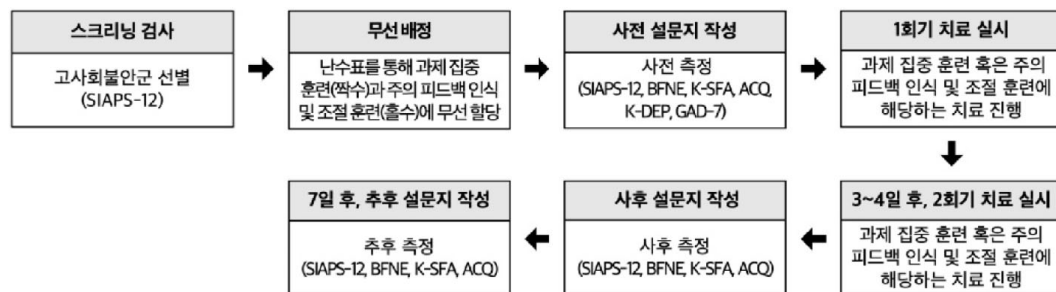 스크리닝 검사
고사회불안군 선별
(SIAPS-12)
무선 배정
난수표를 통해 과제 집중
훈련(짝수)과 주의 피드백 인식
및 조절 훈련(홀수)에 무선 할당
사전 설문지 작성
사전 측정
(SIAPS-12, BFNE, K-SFA, ACQ,
K-DEP, GAD-7)
1회기 치료 실시
과제 집중 훈련 혹은 주의
피드백 인식 및 조절 훈련에
해당하는 치료 진행
3~4일 후, 2회기 치료 실시
과제 집중 훈련 혹은 주의
피드백 인식 및 조절 훈련에
해당하는 치료 진행
사후 설문지 작성
사후 측정
(SIAPS-12, BFNE, K-SFA, ACQ)
7일 후, 추후 설문지 작성
추후 측정
(SIAPS-12, BFNE, K-SFA, ACQ)